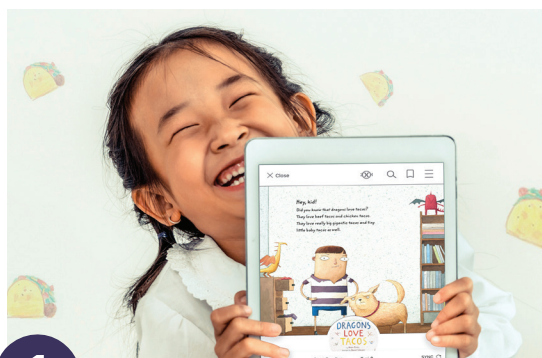 Close
Hey, kid!
Did you know that dragons love tacos?
They love beef tacos and chicken tacos.
They love really big gigantic tacos and tiny
little baby tacos as well.
DRAGONS
LOVE
TACOS
SYNC